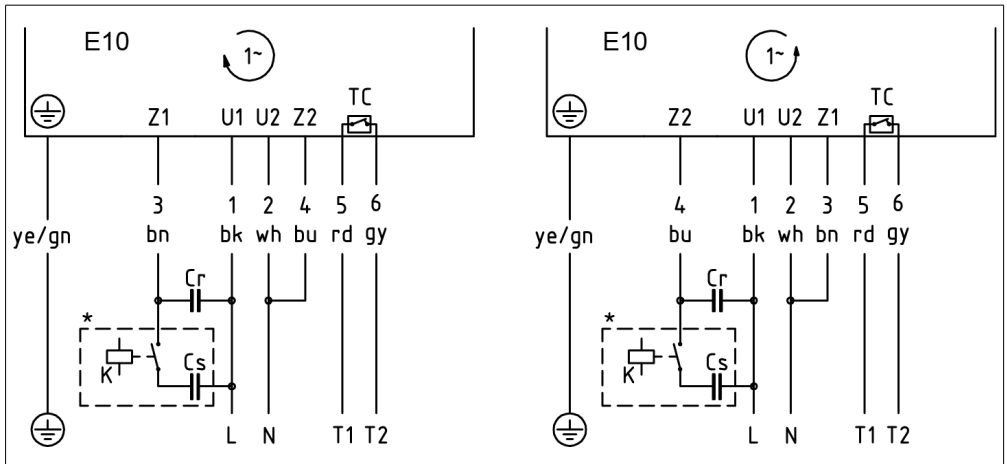 E10
1~
TC
Z1 U1 U2 Z2
3 1 2 4 5 6
ye/gn bn bk wh bu rd gy
Cr
*
K
Cs
L N T1 T2
E10
1~
TC
Z2 U1 U2 Z1
4 1 2 3 5 6
ye/gn bu bk wh bn rd gy
Cr
*
K
Cs
L N T1 T2